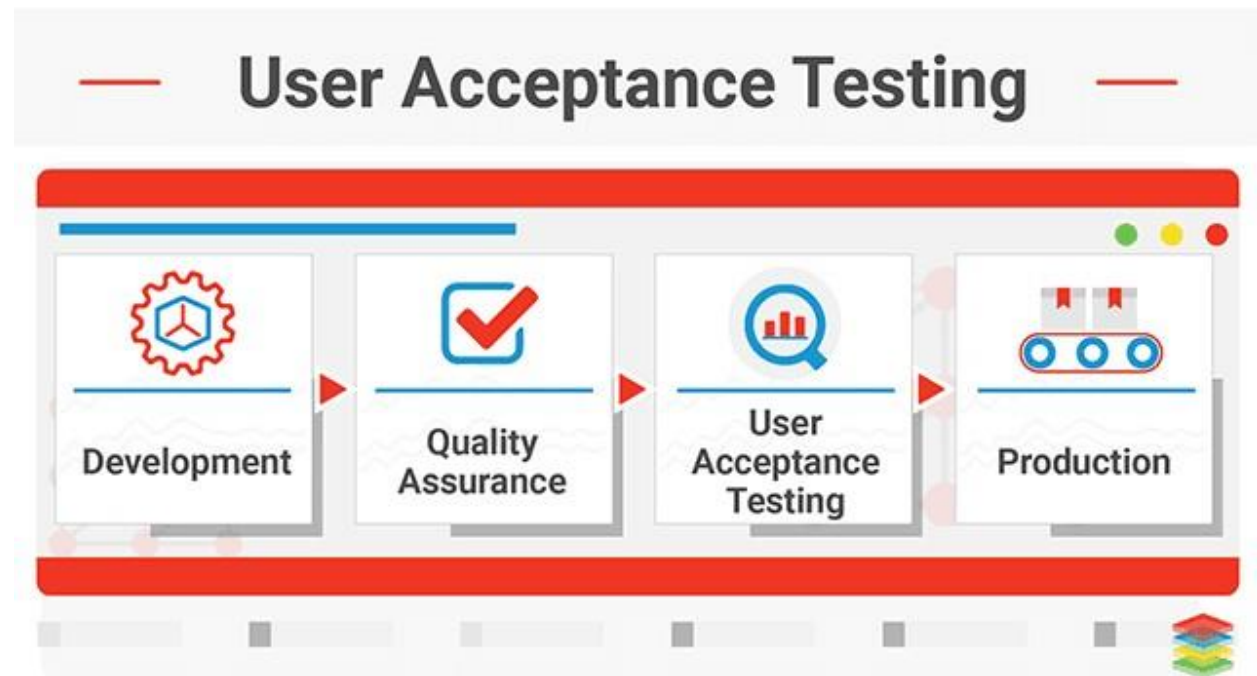 User Acceptance Testing
Development
Quality
Assurance
User
Acceptance
Testing
Production